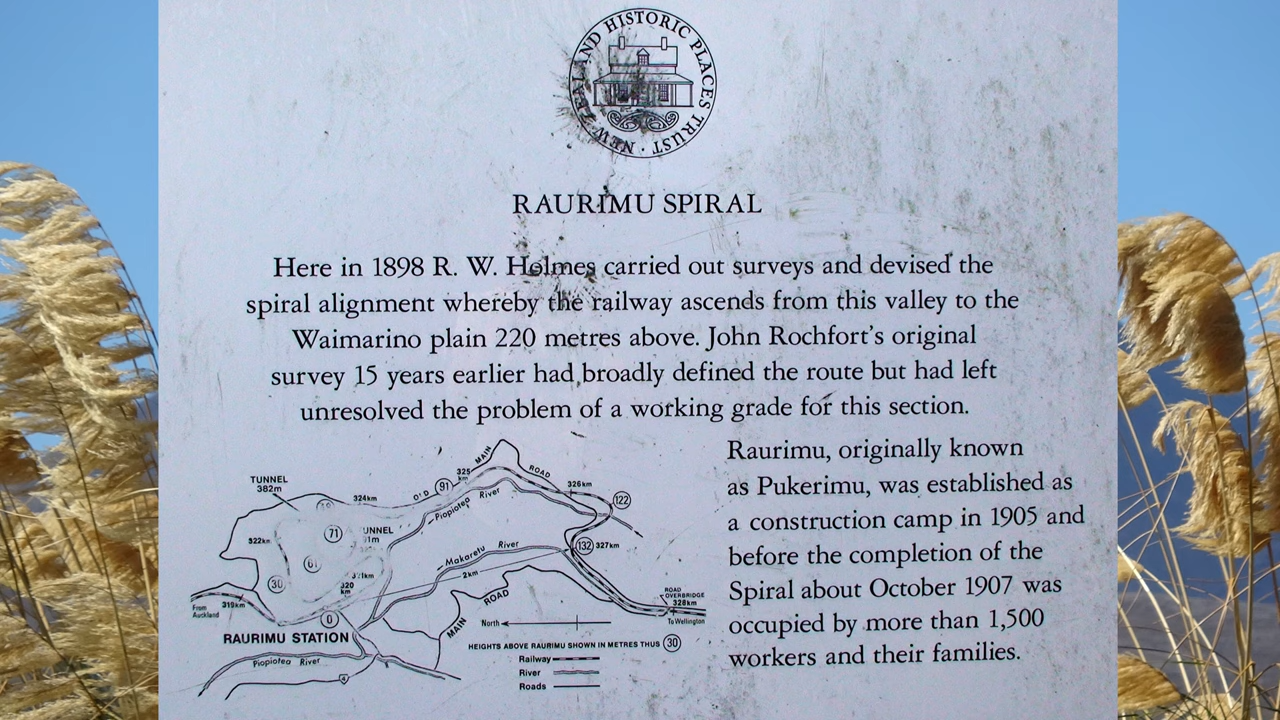 NEW ZEALAND HISTORIC PLACES TRUST
RAURIMU SPIRAL
Here in 1898 R. W. Holmes carried out surveys and devised the
spiral alignment whereby the railway ascends from this valley to the
Waimarino plain 220 metres above. John Rochfort's original
survey 15 years earlier had broadly defined the route but had left
unresolved the problem of a working grade for this section.
Raurimu, originally known
as Pukerimu, was established as
a construction camp in 1905 and
before the completion of the
Spiral about October 1907 was
occupied by more than 1,500
workers and their families.
TUNNEL
382m
324km
91
325
km
MAIN
ROAD
Piopiotea River
326km
122
322km
71
132
327km
Makaretu River
2km
30
320
km
From
Auckland
319km
0
RAURIMU STATION
MAIN
ROAD
ROAD
OVERBRIDGE
328km
To Wellington
North
HEIGHTS ABOVE RAURIMU SHOWN IN METRES THUS 30
Railway
River
Roads
Piopiotea River
4